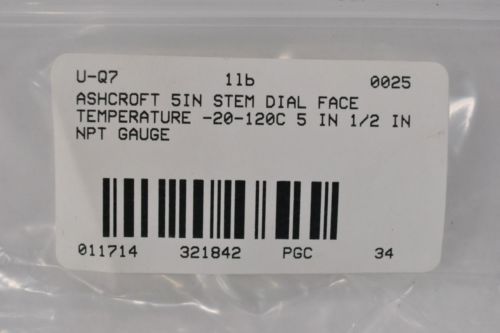 U-Q7 1lb 0025
ASHCROFT 5IN STEM DIAL FACE
TEMPERATURE -20-120C 5 IN 1/2 IN
NPT GAUGE
011714 321842 PGC 34